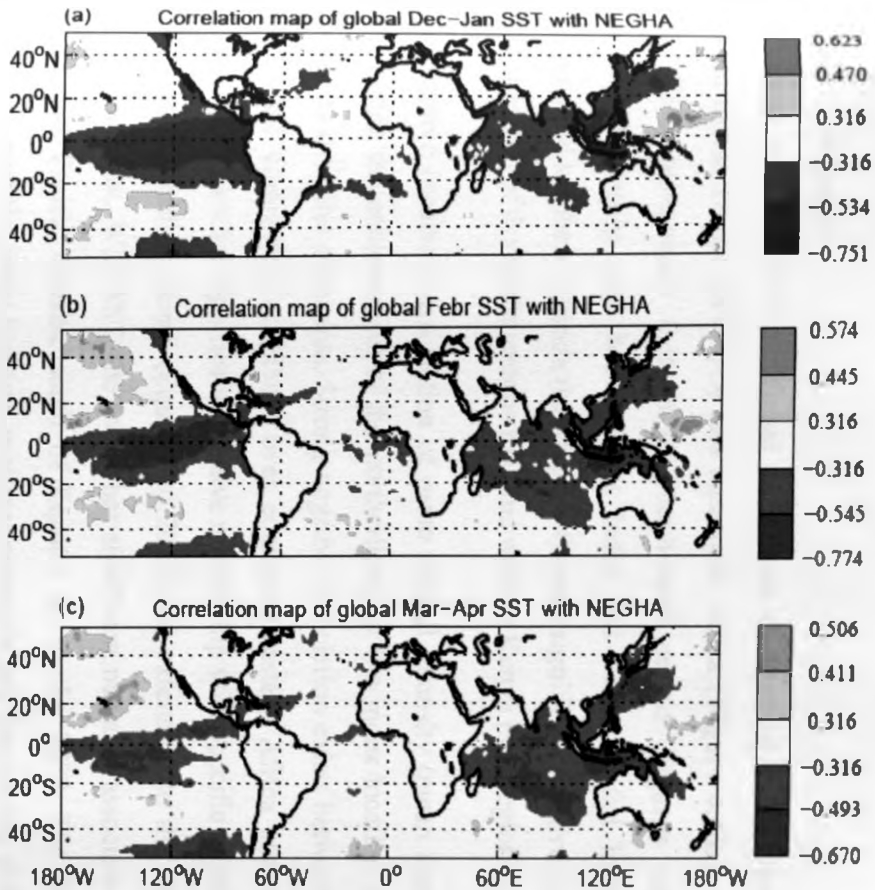 (a)
Correlation map of global Dec-Jan SST with NEGHA
40°N
20°N
0°
20°S
40°S
0.623
0.470
0.316
−0.316
−0.534
−0.751
(b)
Correlation map of global Febr SST with NEGHA
40°N
20°N
0°
20°S
40°S
0.574
0.445
0.316
−0.316
−0.545
−0.774
(c)
Correlation map of global Mar-Apr SST with NEGHA
40°N
20°N
0°
20°S
40°S
180°W 120°W 60°W 0° 60°E 120°E 180°W
0.506
0.411
0.316
−0.316
−0.493
−0.670